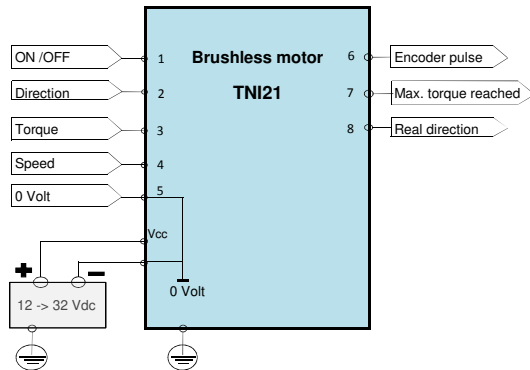 ON /OFF
Direction
Torque
Speed
0 Volt
1
2
3
4
5
Brushless motor
TNI21
6
7
8
Encoder pulse
Max. torque reached
Real direction
Vcc
+
−
12 -> 32 Vdc
0 Volt